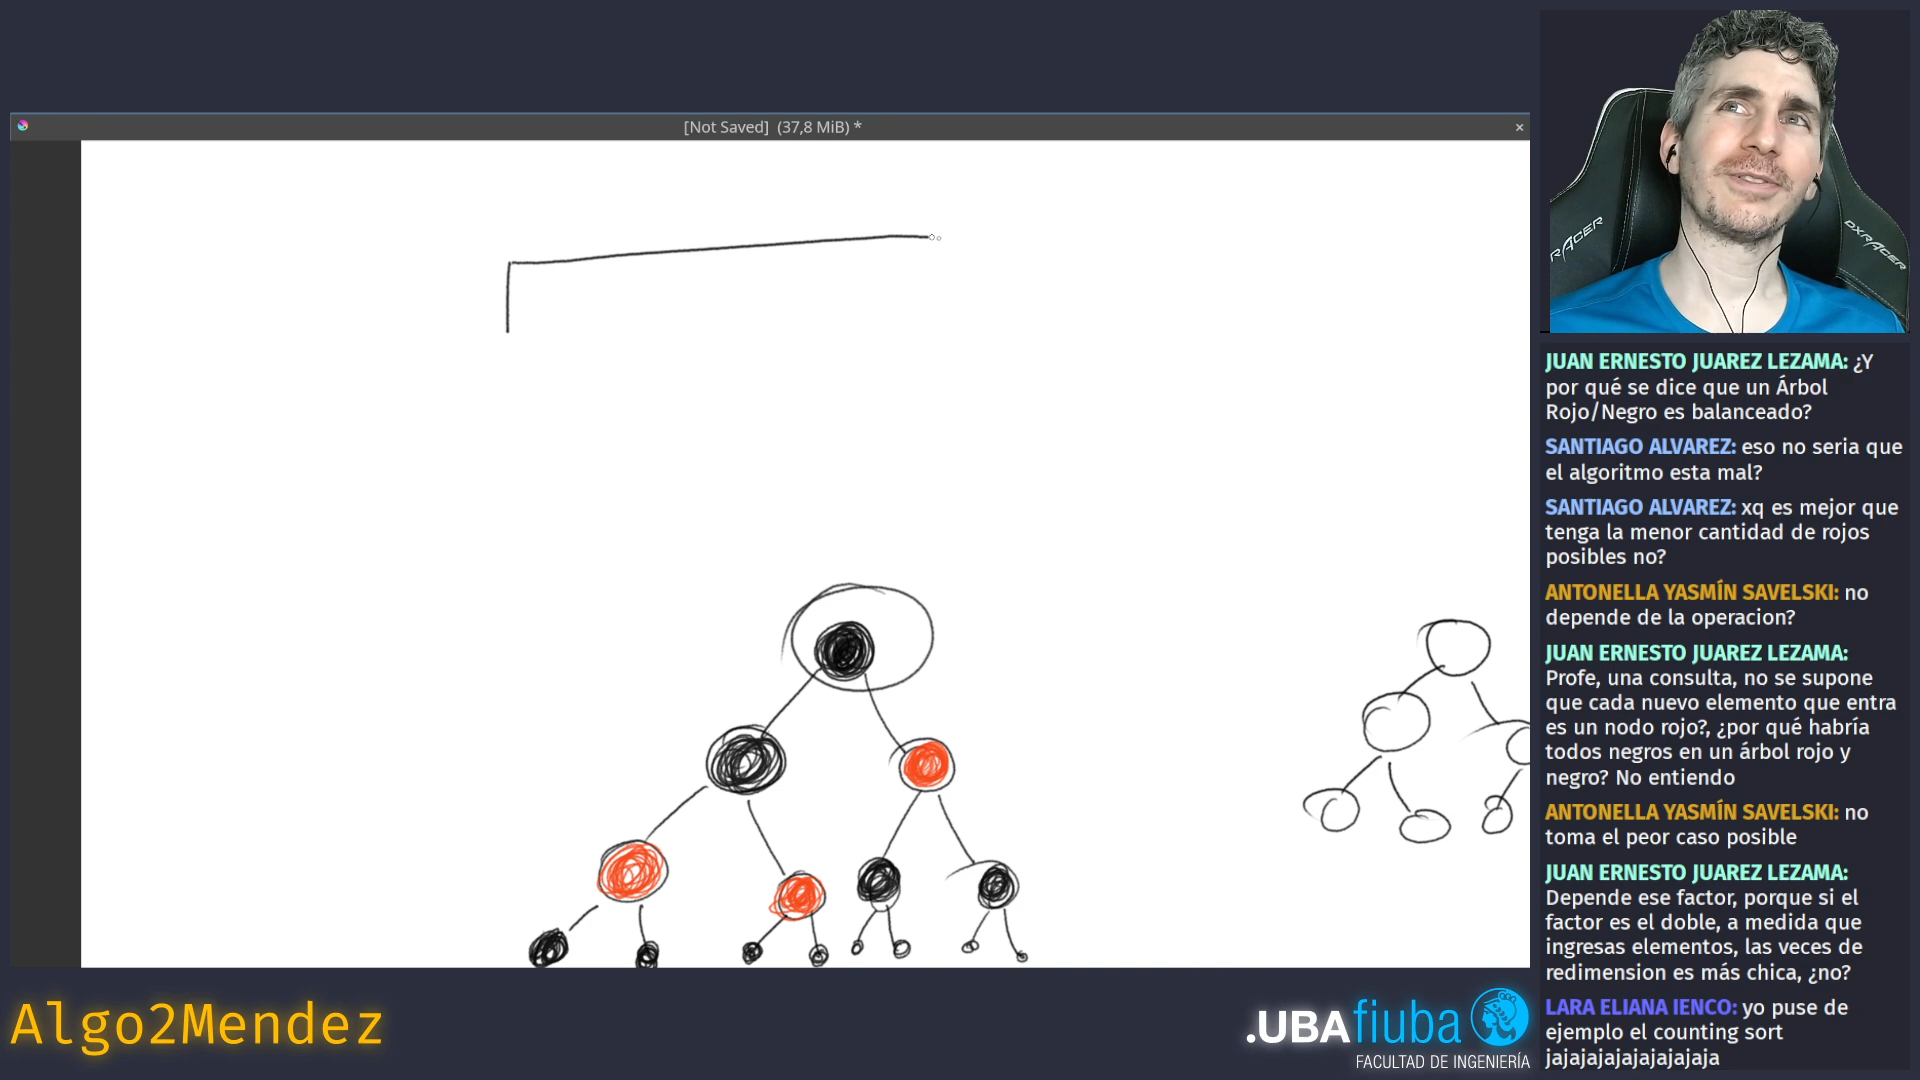 [Not Saved] (37,8 MiB) *
×
RACER
DXRACER
JUAN ERNESTO JUAREZ LEZAMA: ¿Y
por qué se dice que un Árbol
Rojo/Negro es balanceado?
SANTIAGO ALVAREZ: eso no seria que
el algoritmo esta mal?
SANTIAGO ALVAREZ: xq es mejor que
tenga la menor cantidad de rojos
posibles no?
ANTONELLA YASMÍN SAVELSKI: no
depende de la operacion?
JUAN ERNESTO JUAREZ LEZAMA:
Profe, una consulta, no se supone
que cada nuevo elemento que entra
es un nodo rojo?, ¿por qué habría
todos negros en un árbol rojo y
negro? No entiendo
ANTONELLA YASMÍN SAVELSKI: no
toma el peor caso posible
JUAN ERNESTO JUAREZ LEZAMA:
Depende ese factor, porque si el
factor es el doble, a medida que
ingresas elementos, las veces de
redimension es más chica, ¿no?
LARA ELIANA IENCO: yo puse de
ejemplo el counting sort
jajajajajajajajajaja
Algo2Mendez
.UBAfiuba
FACULTAD DE INGENIERÍA